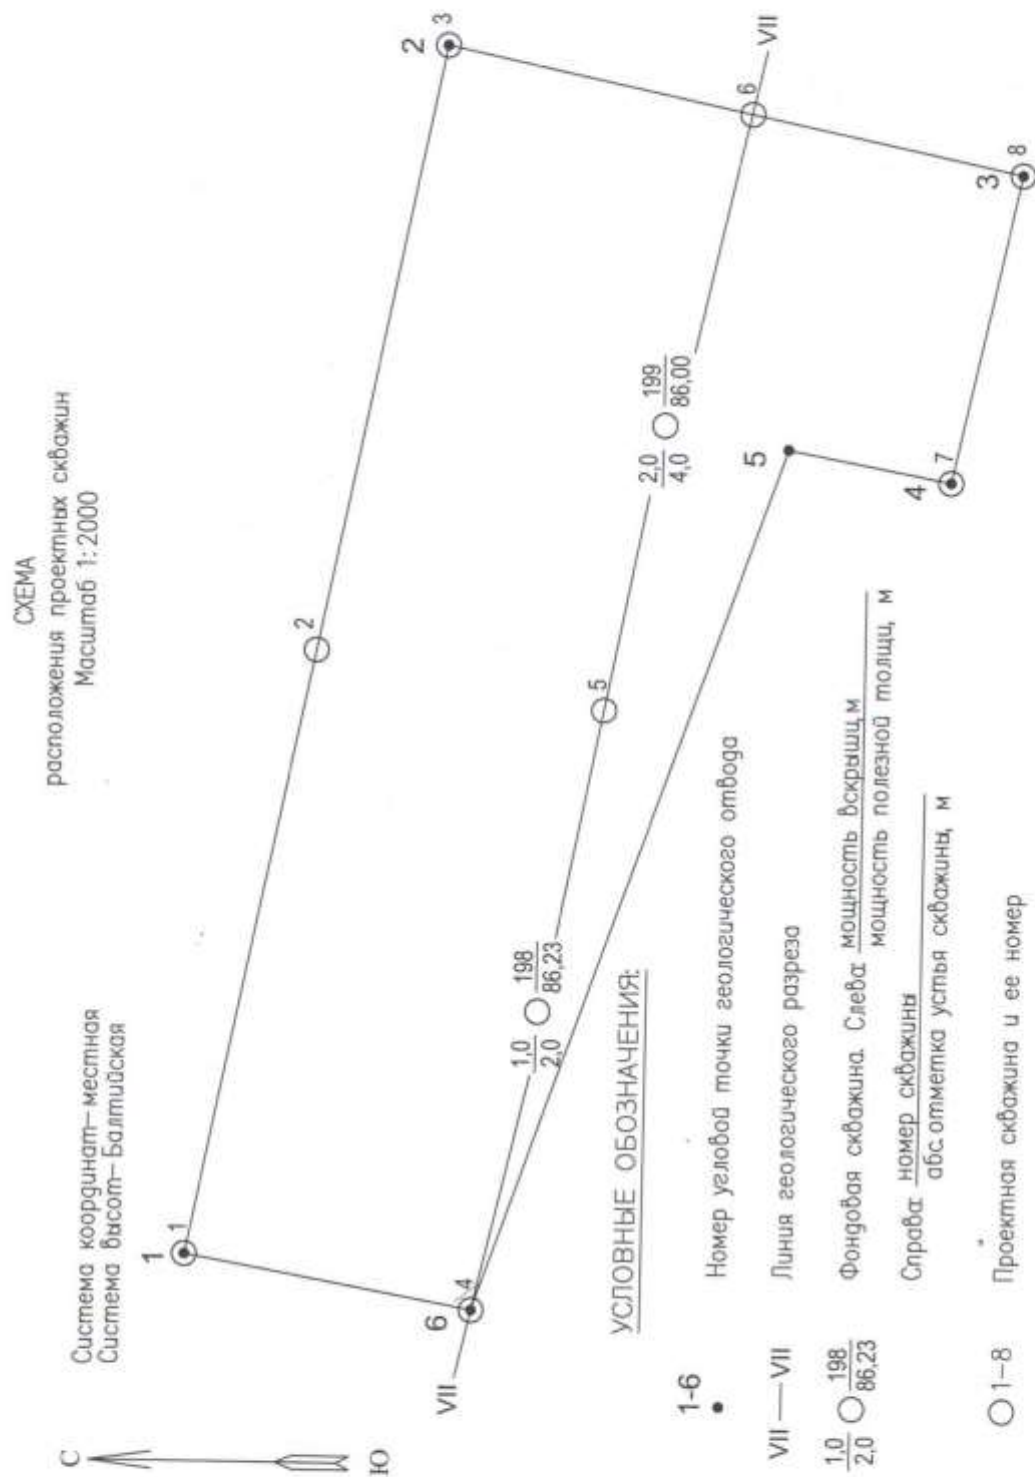 СХЕМА
расположения проектных скважин
Масштаб 1:2000
Система координат–местная
Система высот–Балтийская
С
Ю
1
1
2
2
3
VII
6
4
1,0
2,0
198
86,23
5
2,0
4,0
199
86,00
6
VII
5
4
7
3
8
УСЛОВНЫЕ ОБОЗНАЧЕНИЯ:
1-6
Номер угловой точки геологического отвода
VII — VII
Линия геологического разреза
1,0
2,0
198
86,23
Фондовая скважина. Слева: мощность вскрыши,м
мощность полезной толщи, м
Справа: номер скважины
абс. отметка устья скважины, м
1–8
Проектная скважина и ее номер